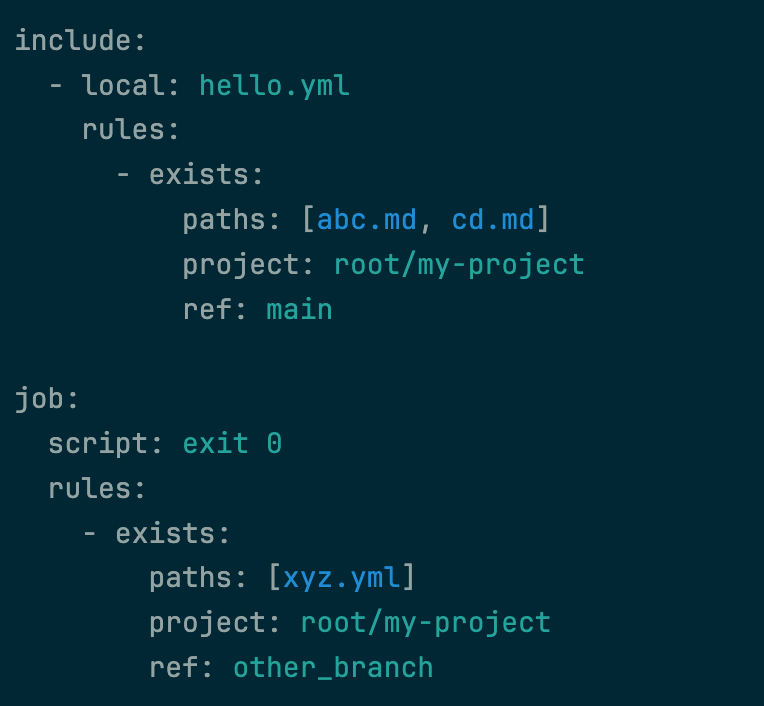 include:
  - local: hello.yml
    rules:
      - exists:
          paths: [abc.md, cd.md]
          project: root/my-project
          ref: main

job:
  script: exit 0
  rules:
    - exists:
        paths: [xyz.yml]
        project: root/my-project
        ref: other_branch